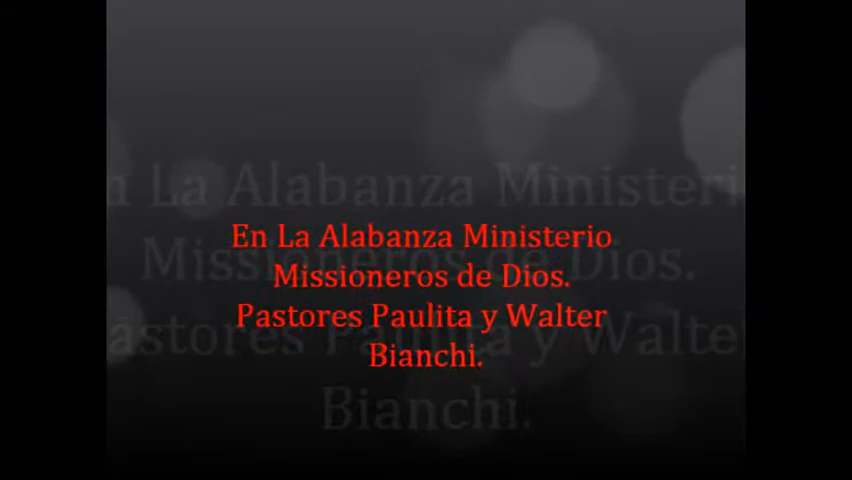 En La Alabanza Ministerio
Missioneros de Dios.
Pastores Paulita y Walter
Bianchi.